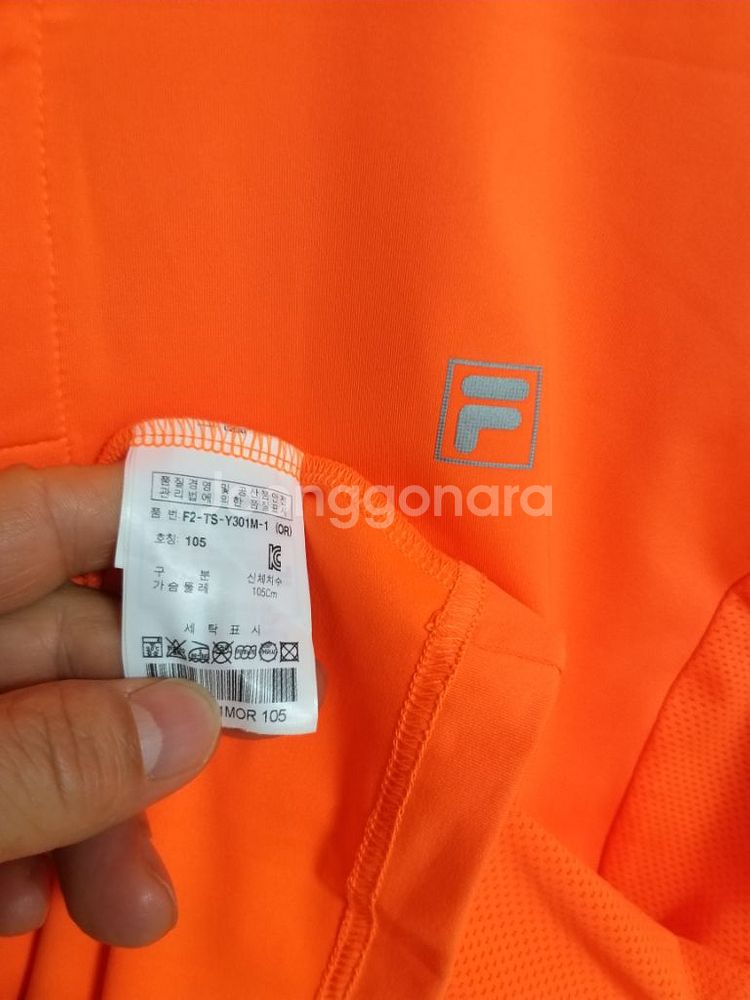 F
품질경영 및 공산품안전
관리법에 의한 품질표시
품 번 F2-TS-Y301M-1 (OR)
호칭: 105
구 분 신체치수
가슴둘레 105Cm
세 탁 표 시
1MOR 105